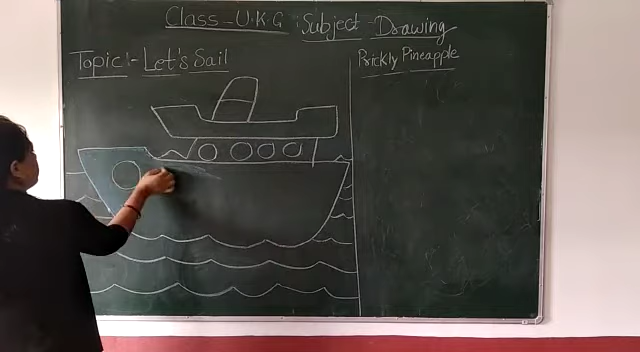 Class - U.K.G Subject - Drawing
Topic:- Let's Sail
Prickly Pineapple